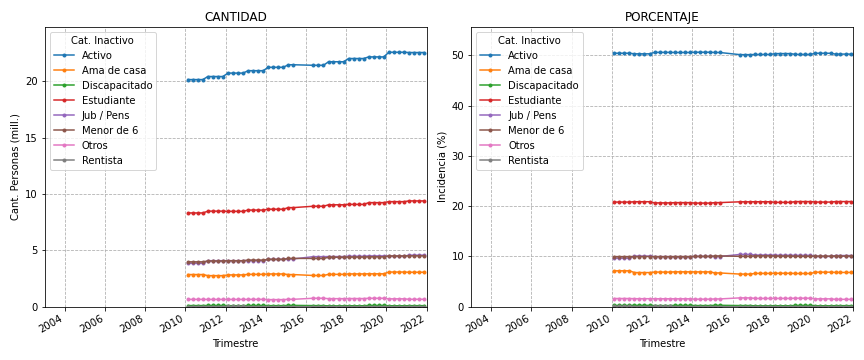 CANTIDAD
Cant. Personas (mill.)
20
15
10
5
0
Cat. Inactivo
Activo
Ama de casa
Discapacitado
Estudiante
Jub / Pens
Menor de 6
Otros
Rentista
2004
2006
2008
2010
2012
2014
2016
2018
2020
2022
Trimestre
PORCENTAJE
Incidencia (%)
50
40
30
20
10
0
Cat. Inactivo
Activo
Ama de casa
Discapacitado
Estudiante
Jub / Pens
Menor de 6
Otros
Rentista
2004
2006
2008
2010
2012
2014
2016
2018
2020
2022
Trimestre